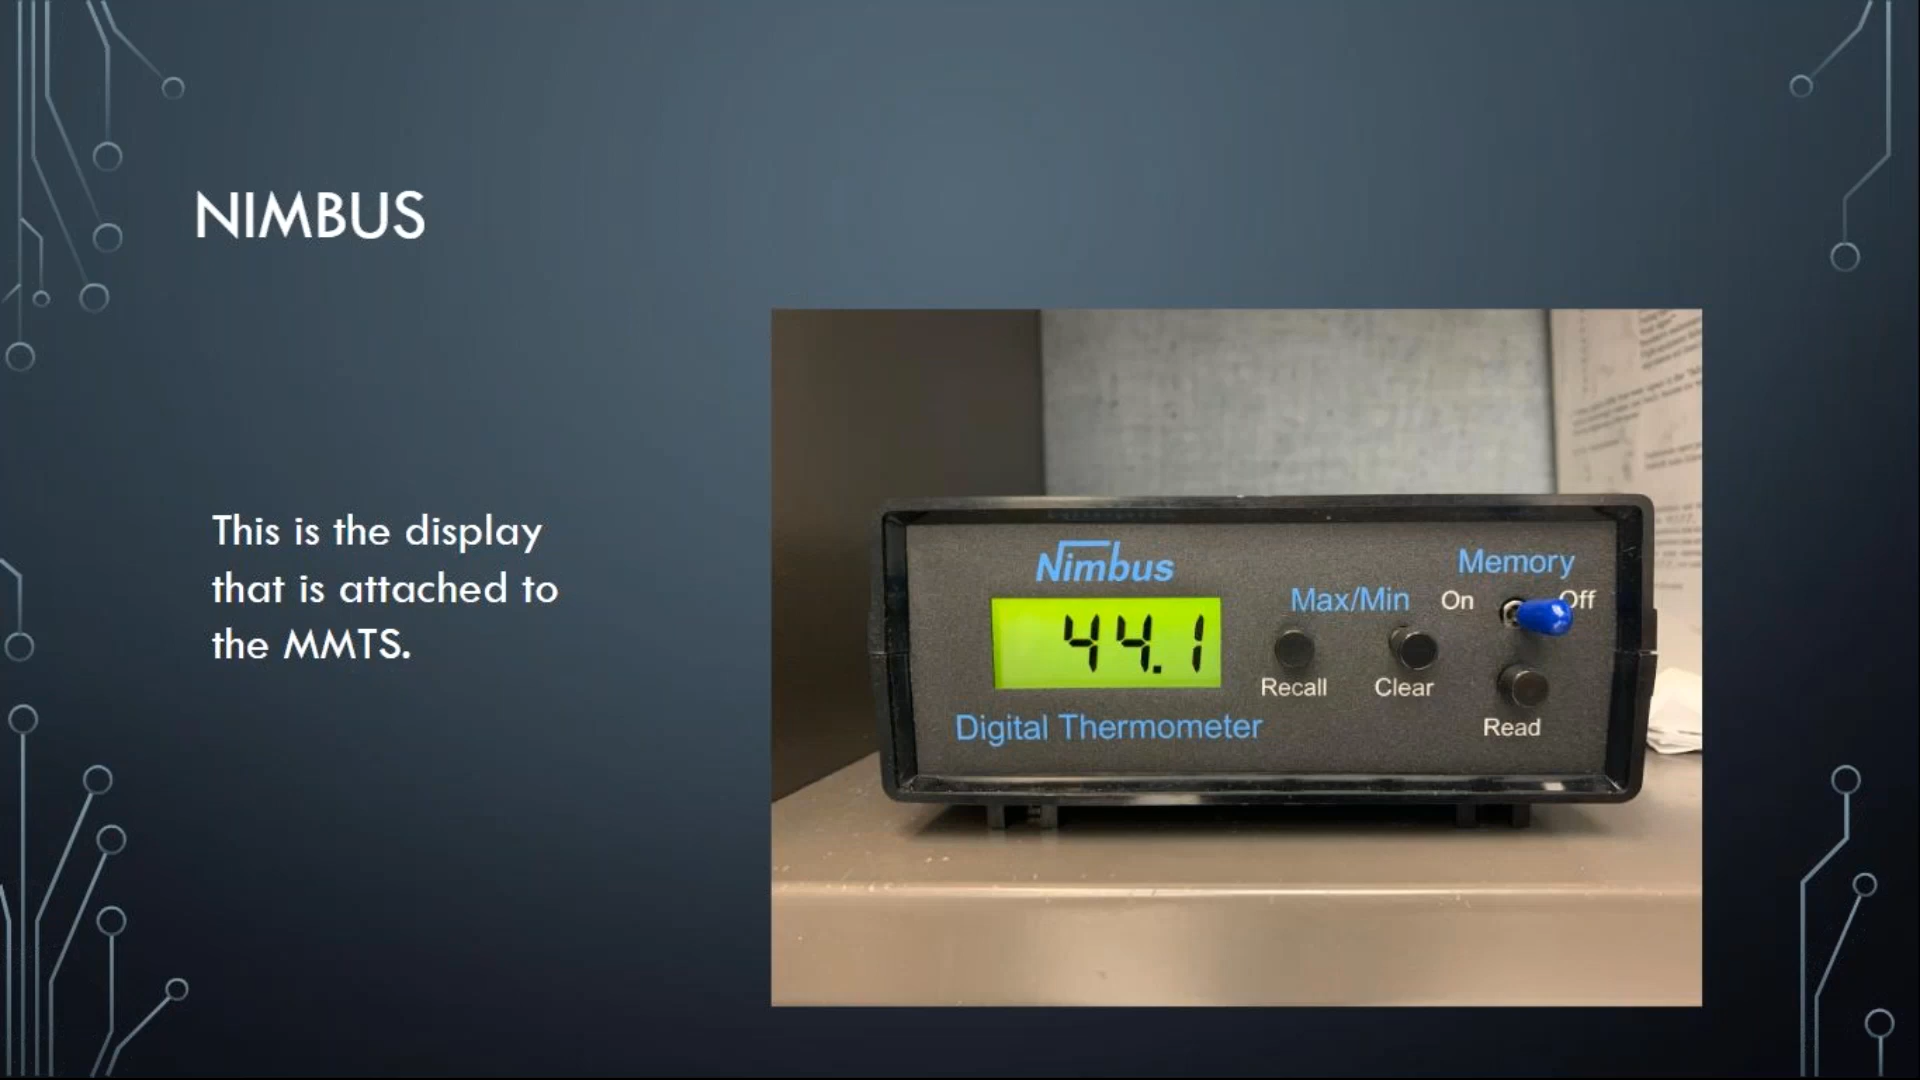 NIMBUS
This is the display
that is attached to
the MMTS.
Nimbus
44.1
Digital Thermometer
Max/Min
Recall Clear
Memory
On Off
Read